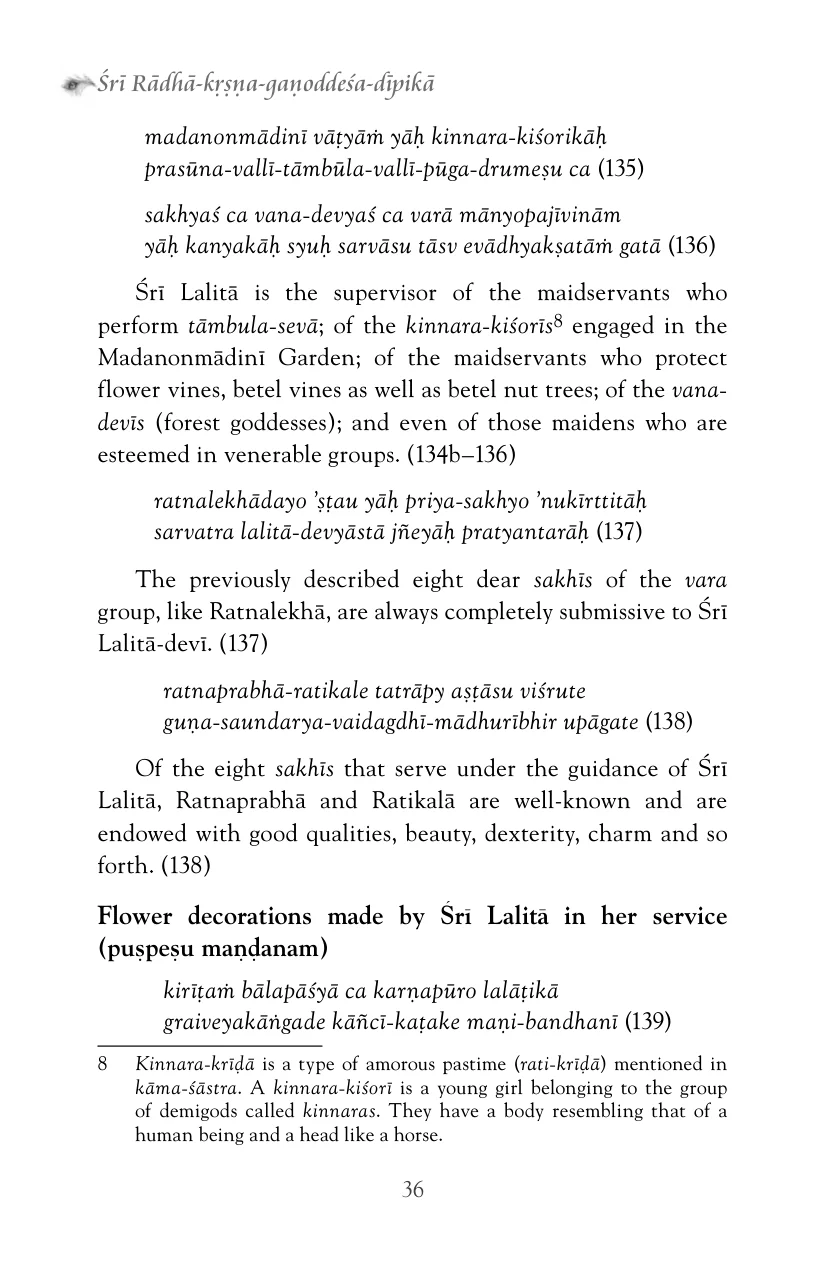 Śrī Rādhā-kṛṣṇa-gaṇoddeśa-dīpikā
madanonmādinī vāṭyāṁ yāḥ kinnara-kiśorikāḥ
prasūna-vallī-tāmbūla-vallī-pūga-drumeṣu ca (135)
sakhyaś ca vana-devyaś ca varā mānyopajīvinām
yāḥ kanyakāḥ syuḥ sarvāsu tāsv evādhyakṣatāṁ gatā (136)
Śrī Lalitā is the supervisor of the maidservants who
perform tāmbula-sevā; of the kinnara-kiśorīs8 engaged in the
Madanonmādinī Garden; of the maidservants who protect
flower vines, betel vines as well as betel nut trees; of the vana-
devīs (forest goddesses); and even of those maidens who are
esteemed in venerable groups. (134b–136)
ratnalekhādayo ’ṣṭau yāḥ priya-sakhyo ’nukīrttitāḥ
sarvatra lalitā-devyāstā jñeyāḥ pratyantarāḥ (137)
The previously described eight dear sakhīs of the vara
group, like Ratnalekhā, are always completely submissive to Śrī
Lalitā-devī. (137)
ratnaprabhā-ratikale tatrāpy aṣṭāsu viśrute
guṇa-saundarya-vaidagdhī-mādhurībhir upāgate (138)
Of the eight sakhīs that serve under the guidance of Śrī
Lalitā, Ratnaprabhā and Ratikalā are well-known and are
endowed with good qualities, beauty, dexterity, charm and so
forth. (138)
Flower decorations made by Śrī Lalitā in her service
(puṣpeṣu maṇḍanam)
kirīṭaṁ bālapāśyā ca karṇapūro lalāṭikā
graiveyakāṅgade kāñcī-kaṭake maṇi-bandhanī (139)
8 Kinnara-krīḍā is a type of amorous pastime (rati-krīḍā) mentioned in
kāma-śāstra. A kinnara-kiśorī is a young girl belonging to the group
of demigods called kinnaras. They have a body resembling that of a
human being and a head like a horse.
36